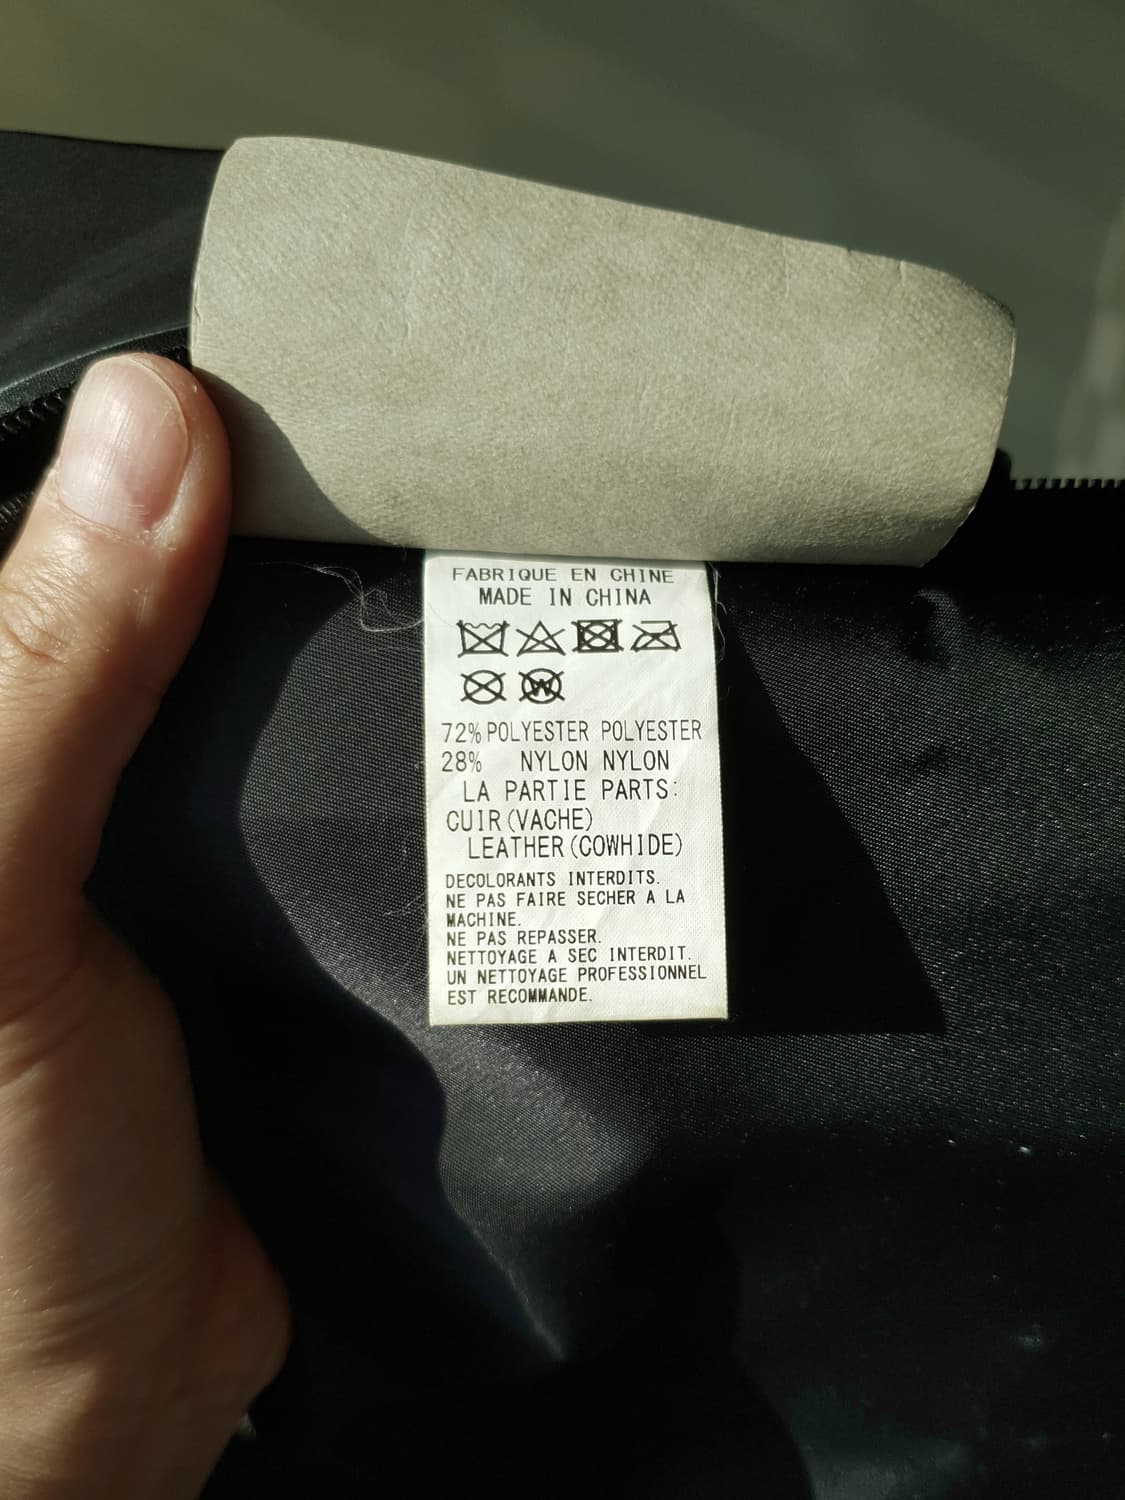 FABRIQUE EN CHINE
MADE IN CHINA
W
72% POLYESTER POLYESTER
28% NYLON NYLON
LA PARTIE PARTS:
CUIR(VACHE)
LEATHER(COWHIDE)
DECOLORANTS INTERDITS.
NE PAS FAIRE SECHER A LA
MACHINE.
NE PAS REPASSER.
NETTOYAGE A SEC INTERDIT.
UN NETTOYAGE PROFESSIONNEL
EST RECOMMANDE.